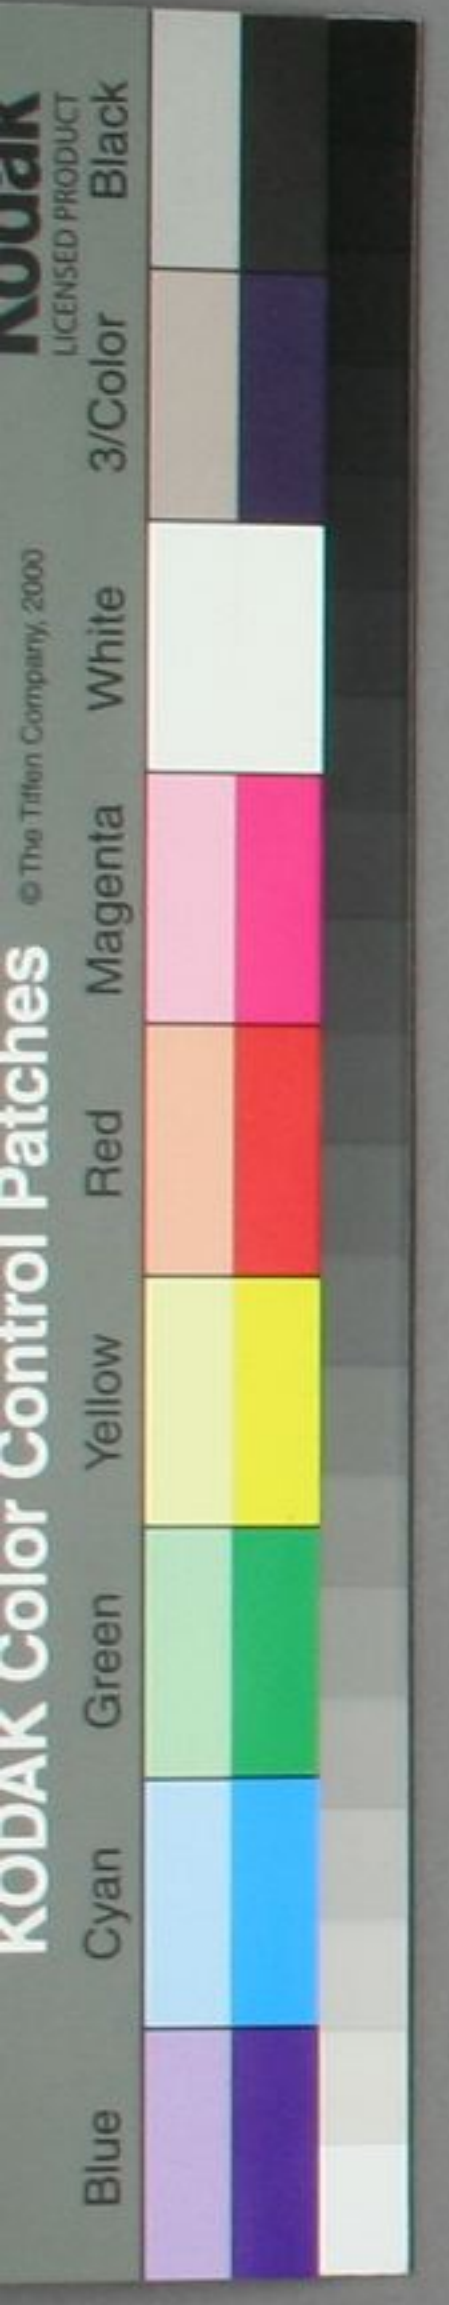 Kodak
LICENSED PRODUCT
KODAK Color Control Patches © The Tiffen Company, 2000
Blue Cyan Green Yellow Red Magenta White 3/Color Black